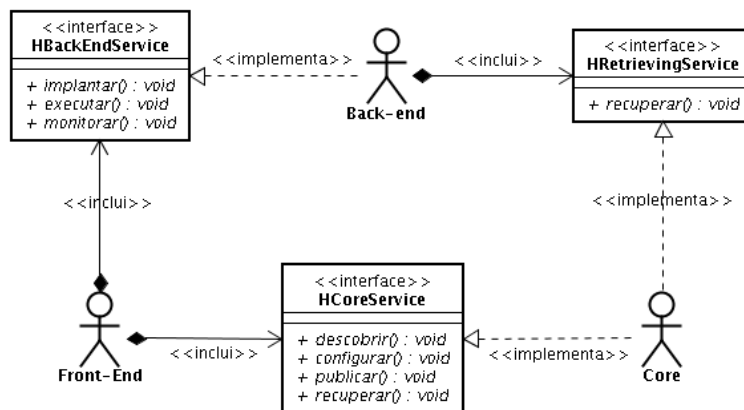 <<interface>>
HBackEndService
+ implantar() : void
+ executar() : void
+ monitorar() : void
<<implementa>>
Back-end
<<inclui>>
<<interface>>
HRetrievingService
+ recuperar() : void
<<inclui>>
<<implementa>>
Front-End
<<inclui>>
<<interface>>
HCoreService
+ descobrir() : void
+ configurar() : void
+ publicar() : void
+ recuperar() : void
<<implementa>>
Core